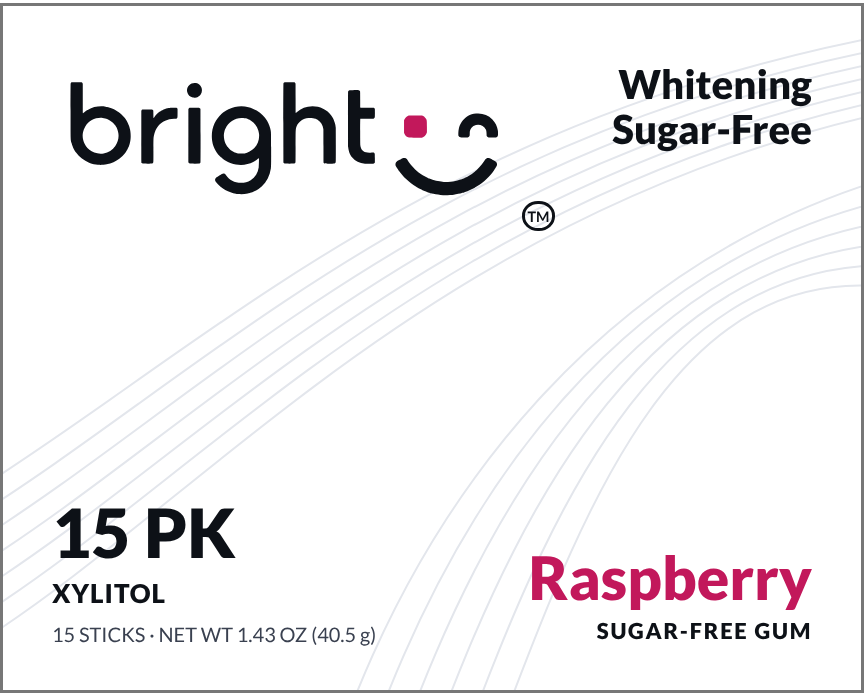 bright
TM
Whitening
Sugar-Free
15 PK
XYLITOL
15 STICKS · NET WT 1.43 OZ (40.5 g)
Raspberry
SUGAR-FREE GUM